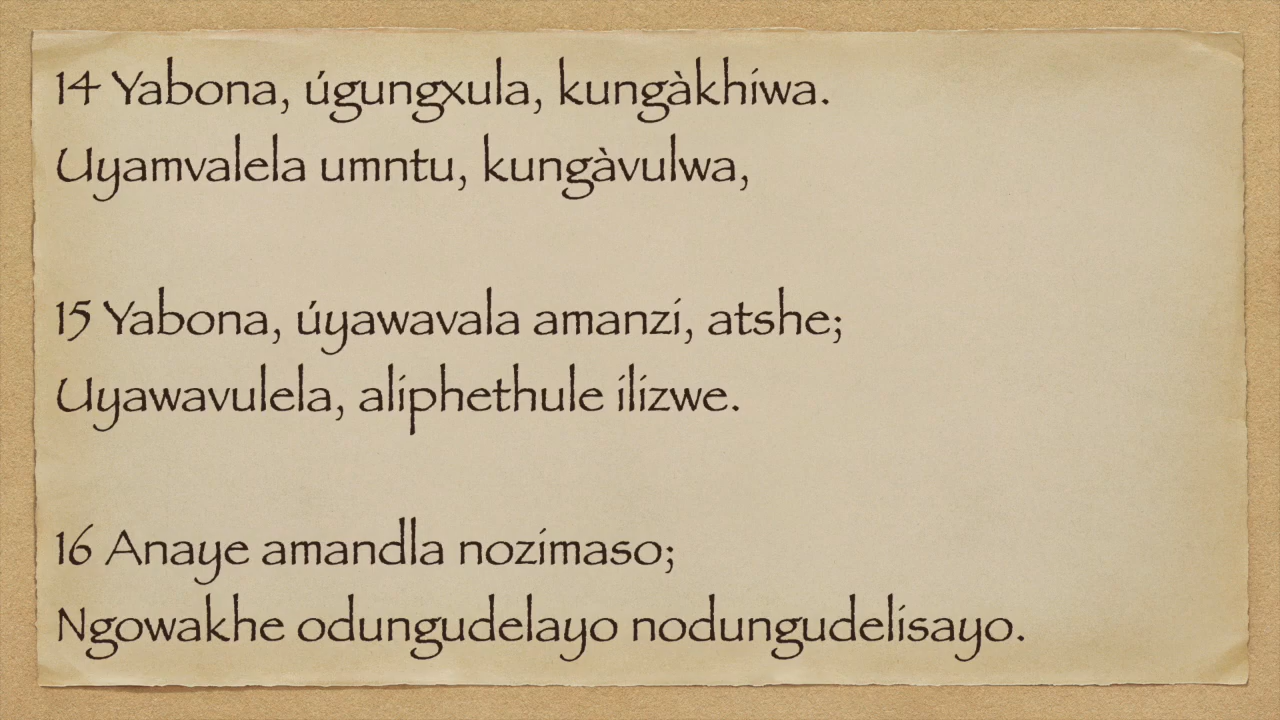 14 Yabona, úgungxula, kungàkhiwa.
Uyamvalela umntu, kungàvulwa,
15 Yabona, úyawavala amanzi, atshe;
Uyawavulela, aliphethule ilizwe.
16 Anaye amandla nozimaso;
Ngowakhe odungudelayo nodungudelisayo.